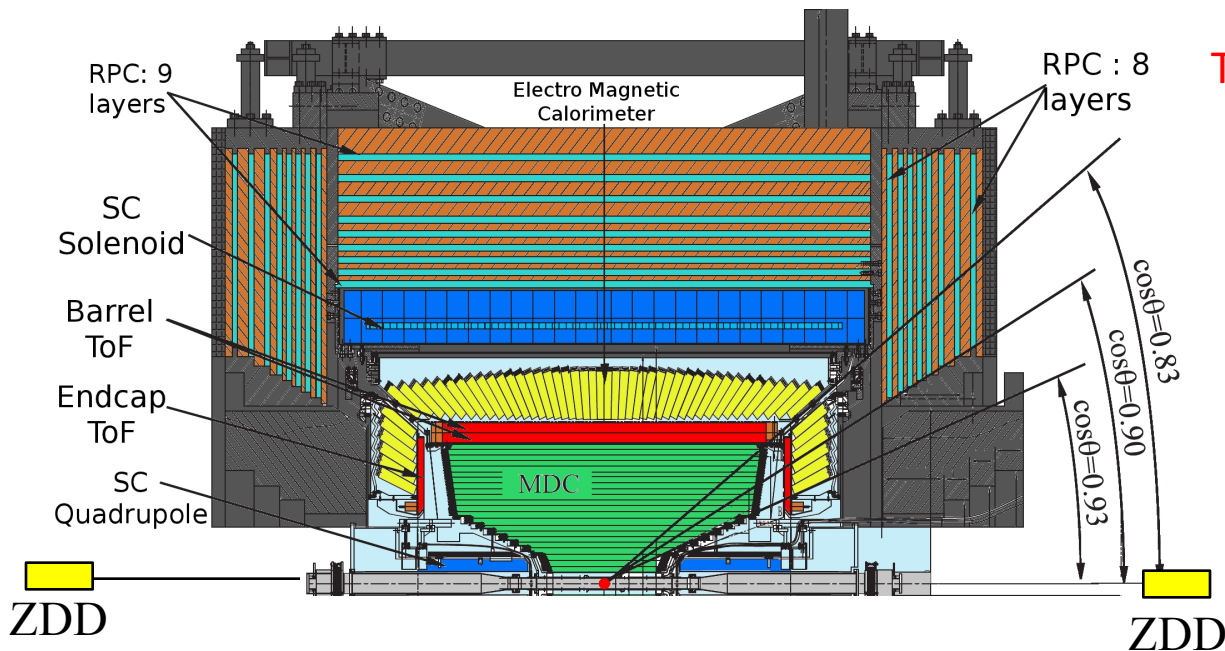 RPC: 9
layers
Electro Magnetic
Calorimeter
RPC : 8
layers
T
SC
Solenoid
Barrel
ToF
Endcap
ToF
SC
Quadrupole
MDC
cosθ=0.83
cosθ=0.90
cosθ=0.93
ZDD
ZDD